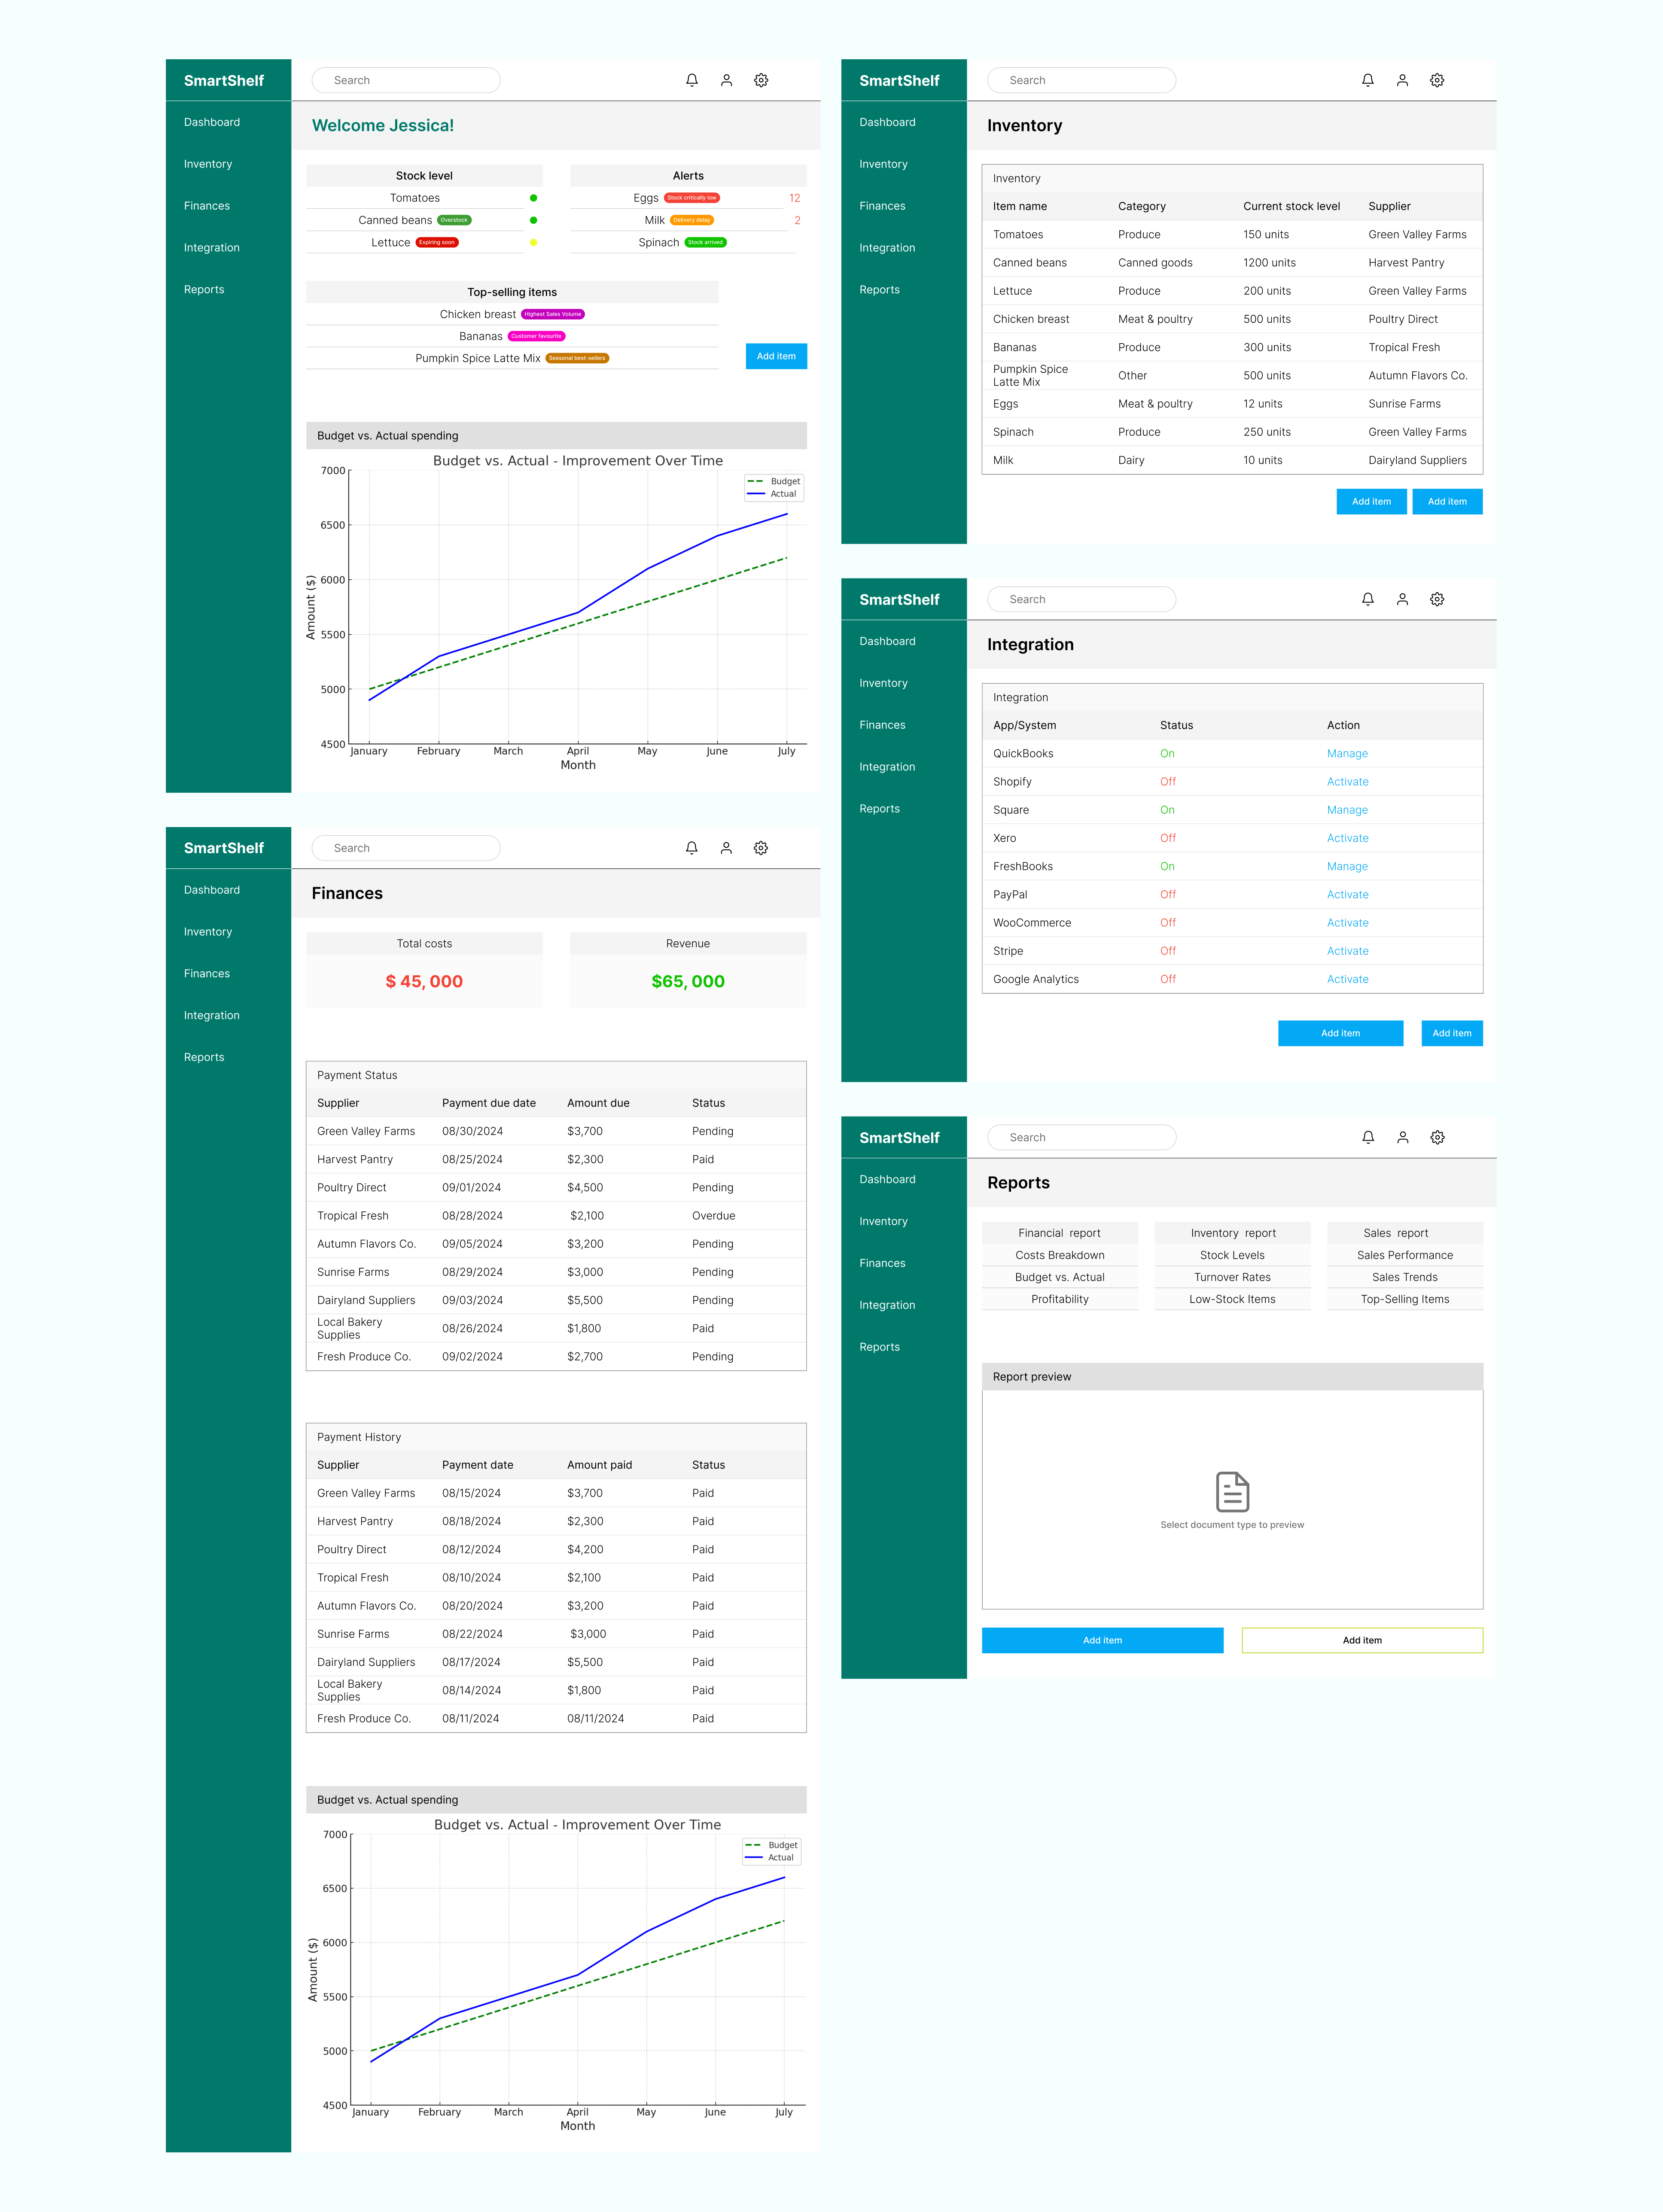 SmartShelf
Search
Dashboard
Inventory
Finances
Integration
Reports
Welcome Jessica!
Stock level
Tomatoes
Canned beans Overstock
Lettuce Expiring soon
Alerts
Eggs Stock critically low 12
Milk Delivery delay 2
Spinach Stock arrived
Top-selling items
Chicken breast Highest Sales Volume
Bananas Customer favourite
Pumpkin Spice Latte Mix Seasonal best-sellers
Add item
Budget vs. Actual spending
Budget vs. Actual - Improvement Over Time
Budget
Actual
7000
6500
6000
5500
5000
4500
Amount ($)
January February March April May June July
Month
SmartShelf
Search
Dashboard
Inventory
Finances
Integration
Reports
Finances
Total costs
$ 45, 000
Revenue
$65, 000
Payment Status
Supplier Payment due date Amount due Status
Green Valley Farms 08/30/2024 $3,700 Pending
Harvest Pantry 08/25/2024 $2,300 Paid
Poultry Direct 09/01/2024 $4,500 Pending
Tropical Fresh 08/28/2024 $2,100 Overdue
Autumn Flavors Co. 09/05/2024 $3,200 Pending
Sunrise Farms 08/29/2024 $3,000 Pending
Dairyland Suppliers 09/03/2024 $5,500 Pending
Local Bakery
Supplies 08/26/2024 $1,800 Paid
Fresh Produce Co. 09/02/2024 $2,700 Pending
Payment History
Supplier Payment date Amount paid Status
Green Valley Farms 08/15/2024 $3,700 Paid
Harvest Pantry 08/18/2024 $2,300 Paid
Poultry Direct 08/12/2024 $4,200 Paid
Tropical Fresh 08/10/2024 $2,100 Paid
Autumn Flavors Co. 08/20/2024 $3,200 Paid
Sunrise Farms 08/22/2024 $3,000 Paid
Dairyland Suppliers 08/17/2024 $5,500 Paid
Local Bakery
Supplies 08/14/2024 $1,800 Paid
Fresh Produce Co. 08/11/2024 08/11/2024 Paid
Budget vs. Actual spending
Budget vs. Actual - Improvement Over Time
Budget
Actual
7000
6500
6000
5500
5000
4500
Amount ($)
January February March April May June July
Month
SmartShelf
Search
Dashboard
Inventory
Finances
Integration
Reports
Inventory
Inventory
Item name Category Current stock level Supplier
Tomatoes Produce 150 units Green Valley Farms
Canned beans Canned goods 1200 units Harvest Pantry
Lettuce Produce 200 units Green Valley Farms
Chicken breast Meat & poultry 500 units Poultry Direct
Bananas Produce 300 units Tropical Fresh
Pumpkin Spice
Latte Mix Other 500 units Autumn Flavors Co.
Eggs Meat & poultry 12 units Sunrise Farms
Spinach Produce 250 units Green Valley Farms
Milk Dairy 10 units Dairyland Suppliers
Add item Add item
SmartShelf
Search
Dashboard
Inventory
Finances
Integration
Reports
Integration
Integration
App/System Status Action
QuickBooks On Manage
Shopify Off Activate
Square On Manage
Xero Off Activate
FreshBooks On Manage
PayPal Off Activate
WooCommerce Off Activate
Stripe Off Activate
Google Analytics Off Activate
Add item Add item
SmartShelf
Search
Dashboard
Inventory
Finances
Integration
Reports
Reports
Financial report
Costs Breakdown
Budget vs. Actual
Profitability
Inventory report
Stock Levels
Turnover Rates
Low-Stock Items
Sales report
Sales Performance
Sales Trends
Top-Selling Items
Report preview
Select document type to preview
Add item Add item